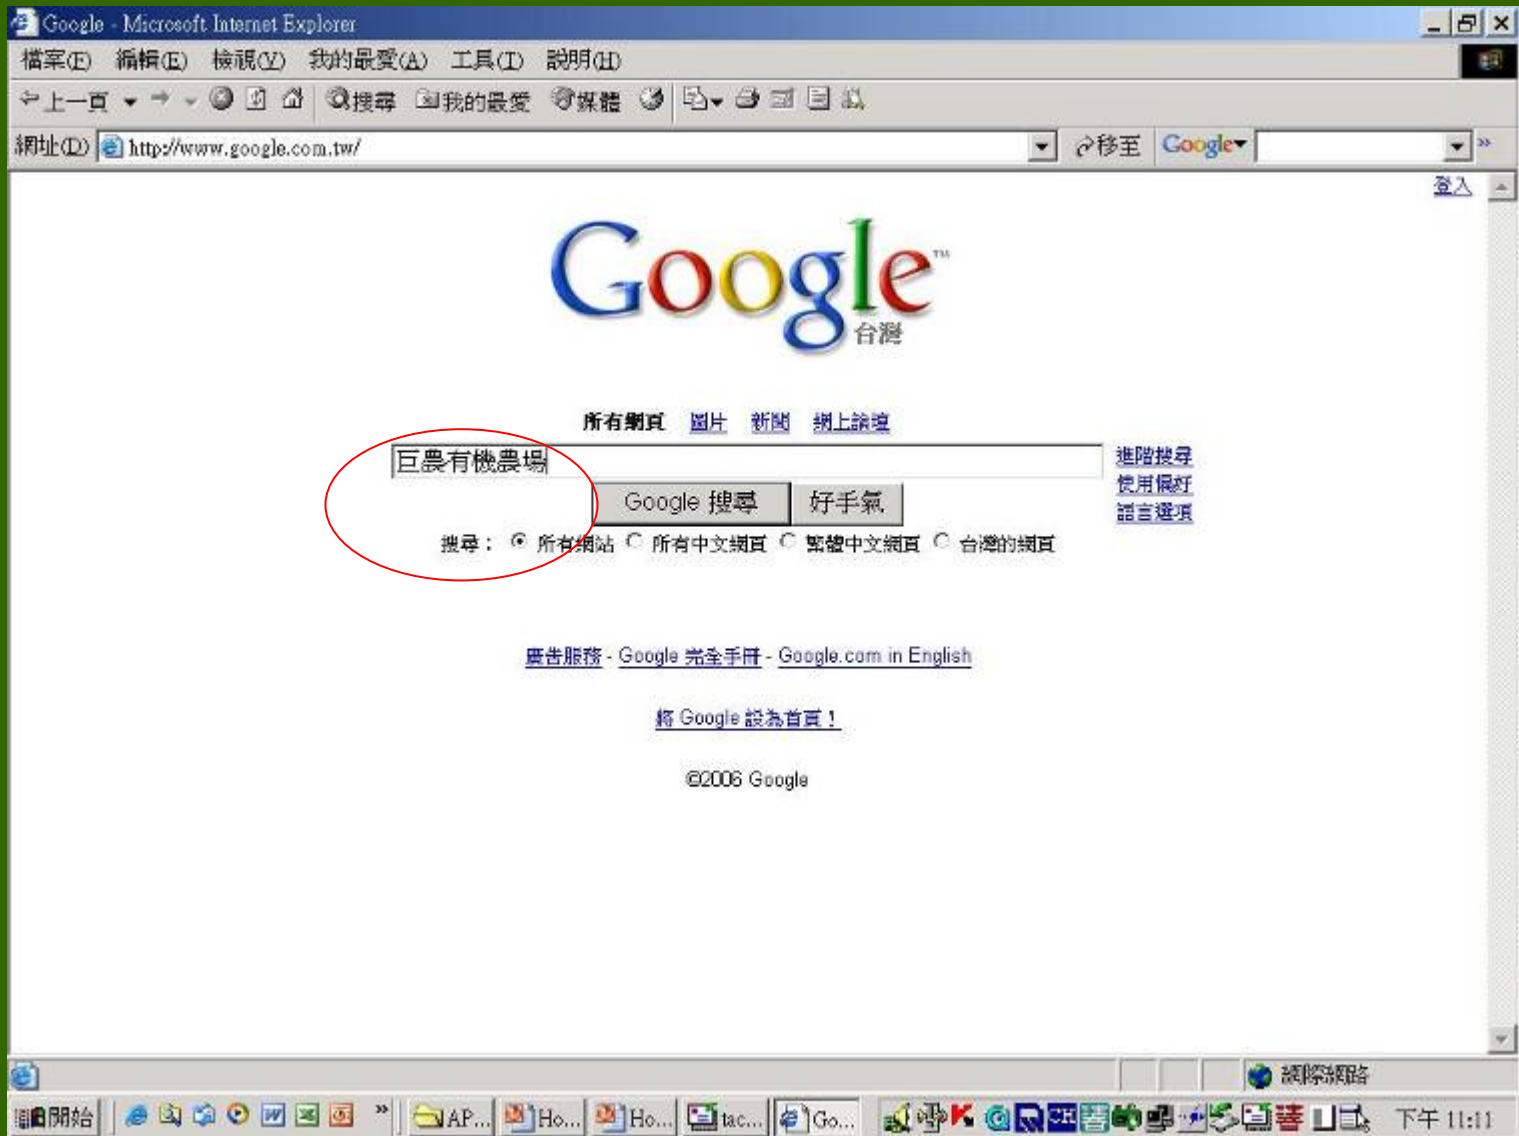 Google - Microsoft Internet Explorer
檔案(F) 編輯(E) 檢視(V) 我的最愛(A) 工具(T) 說明(H)
上一頁 搜尋 我的最愛 媒體
網址(D) http://www.google.com.tw/ 移至 Google
登入
Google™
台灣
所有網頁 圖片 新聞 網上論壇
巨農有機農場
進階搜尋
使用偏好
語言選項
Google 搜尋 好手氣
搜尋： 所有網站 所有中文網頁 繁體中文網頁 台灣的網頁
廣告服務 - Google 完全手冊 - Google.com in English
將 Google 設為首頁！
©2006 Google
網際網路
開始 AP... Ho... Ho... tac... Go... CH 下午 11:11